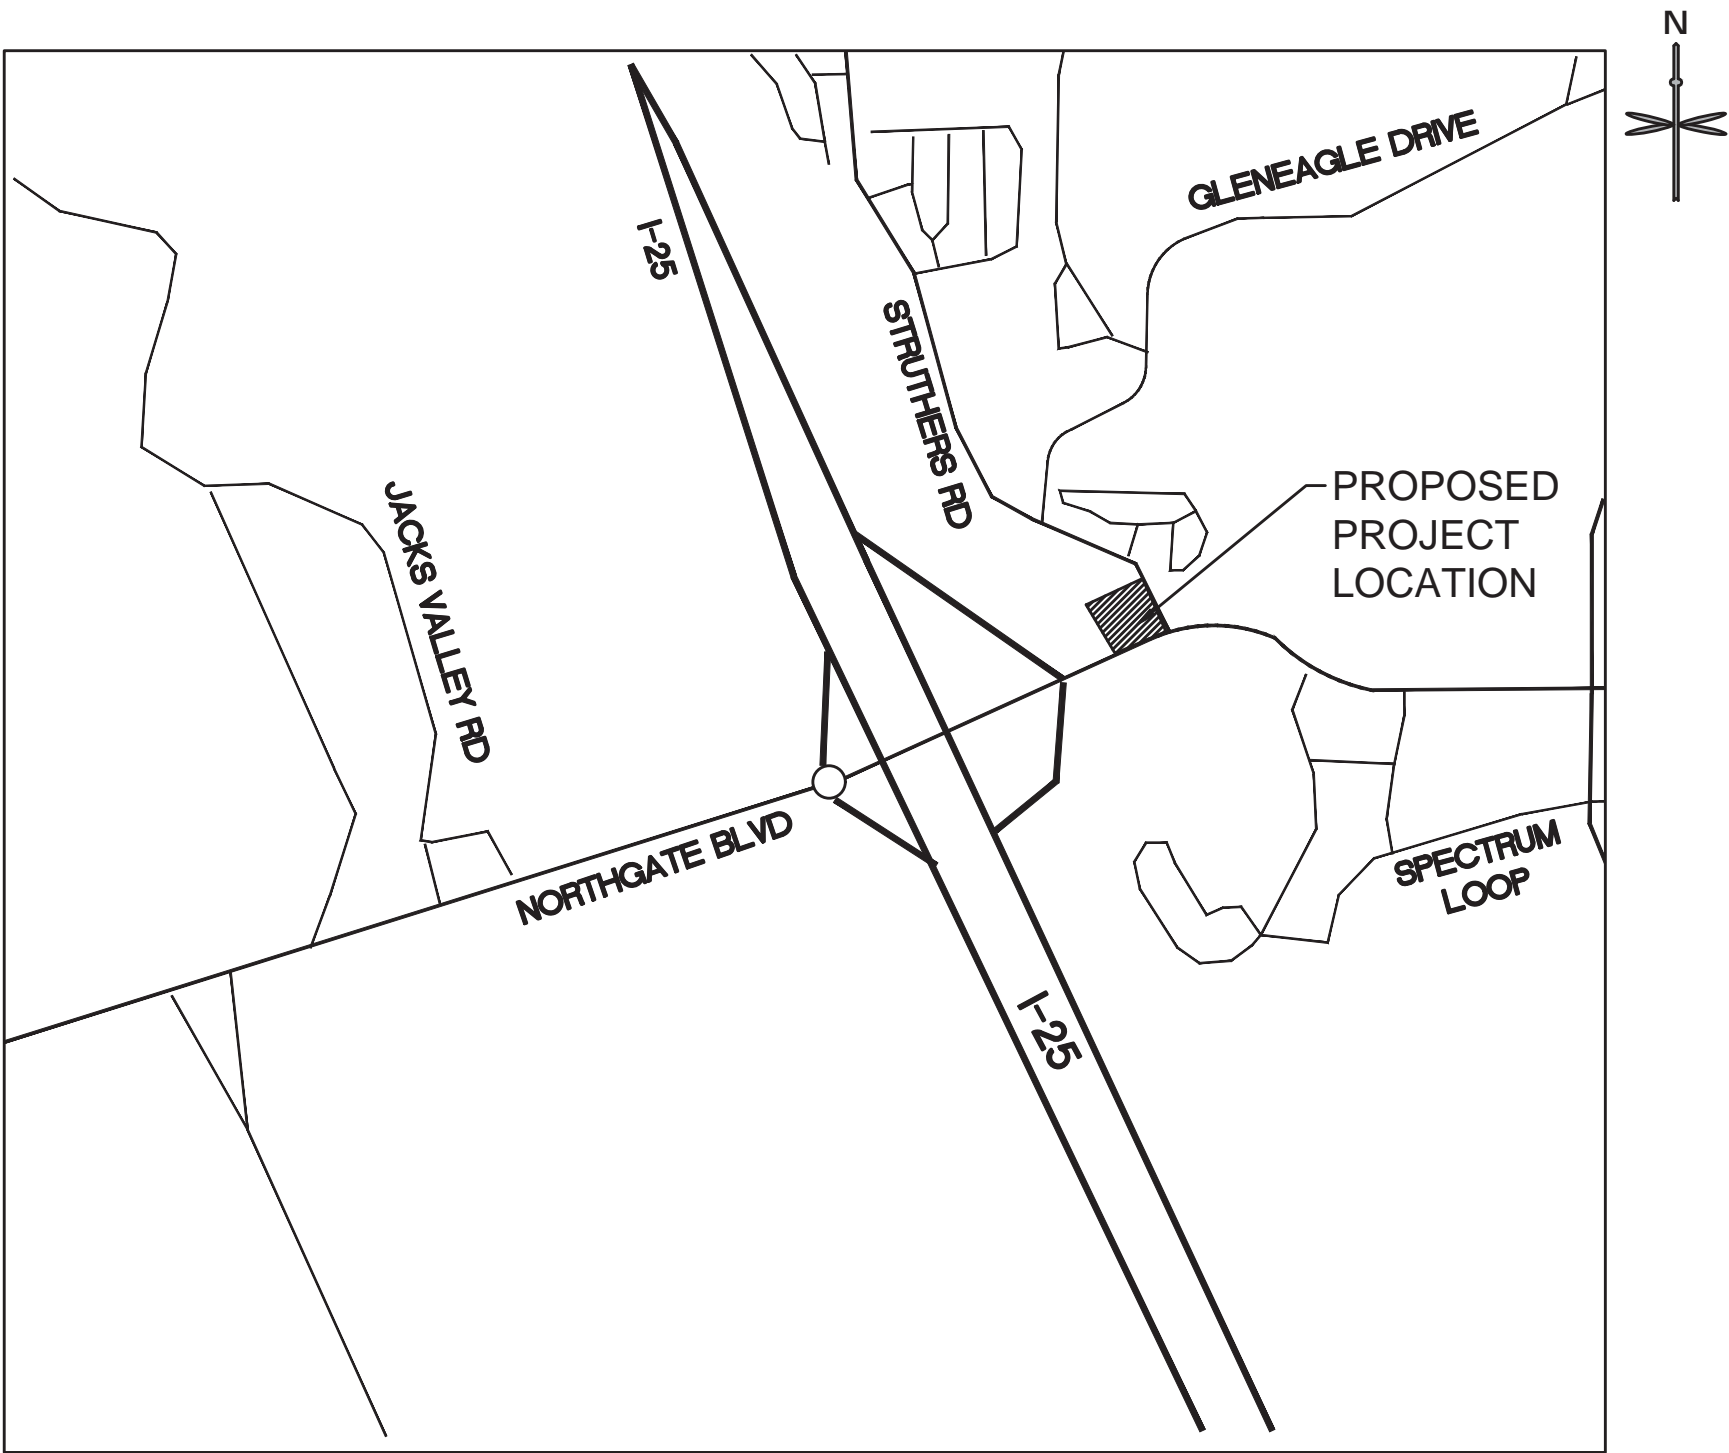 N
GLENEAGLE DRIVE
I-25
STRUTHERS RD
PROPOSED
PROJECT
LOCATION
JACKS VALLEY RD
NORTHGATE BLVD
SPECTRUM
LOOP
I-25